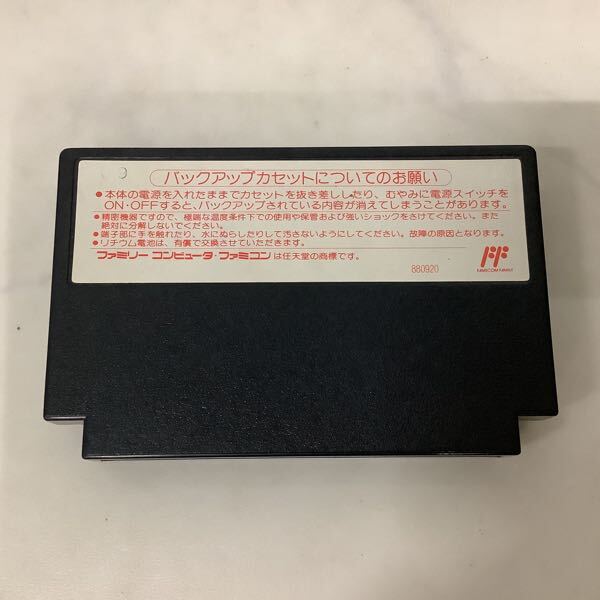 バックアップカセットについてのお願い
●本体の電源を入れたままでカセットを抜き差ししたり、むやみに電源スイッチを
ON・OFFすると、バックアップされている内容が消えてしまうことがあります。
●精密機器ですので、極端な温度条件下での使用や保管および強いショックをさけてください。また
絶対に分解しないでください。
●端子部に手を触れたり、水にぬらしたりして汚さないようにしてください。故障の原因となります。
●リチウム電池は、有償で交換させていただきます。
ファミリー コンピュータ・ファミコンは任天堂の商標です。
880920
FF
FAMICOM FAMILY